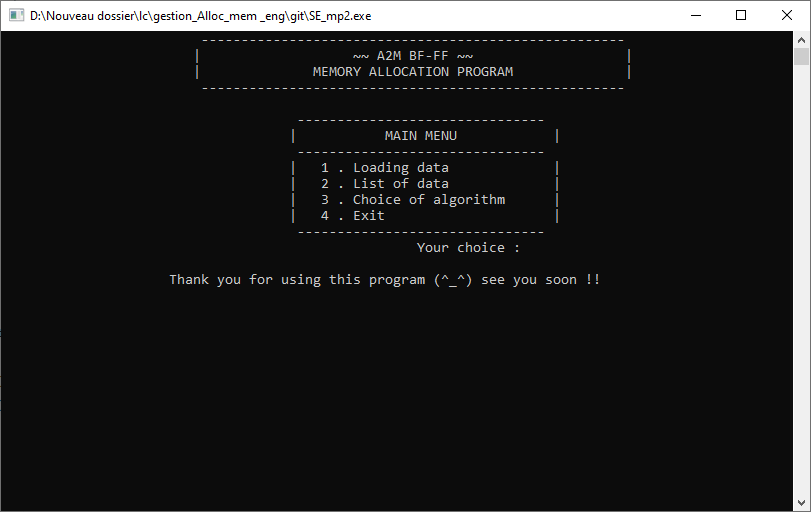 D:\Nouveau dossier\lc\gestion_Alloc_mem _eng\git\SE_mp2.exe
-----------------------------------------------------
| ~~ A2M BF-FF ~~ |
| MEMORY ALLOCATION PROGRAM |
-----------------------------------------------------
-------------------------------
| MAIN MENU |
-------------------------------
| 1 . Loading data |
| 2 . List of data |
| 3 . Choice of algorithm |
| 4 . Exit |
-------------------------------
Your choice :
Thank you for using this program (^_^) see you soon !!